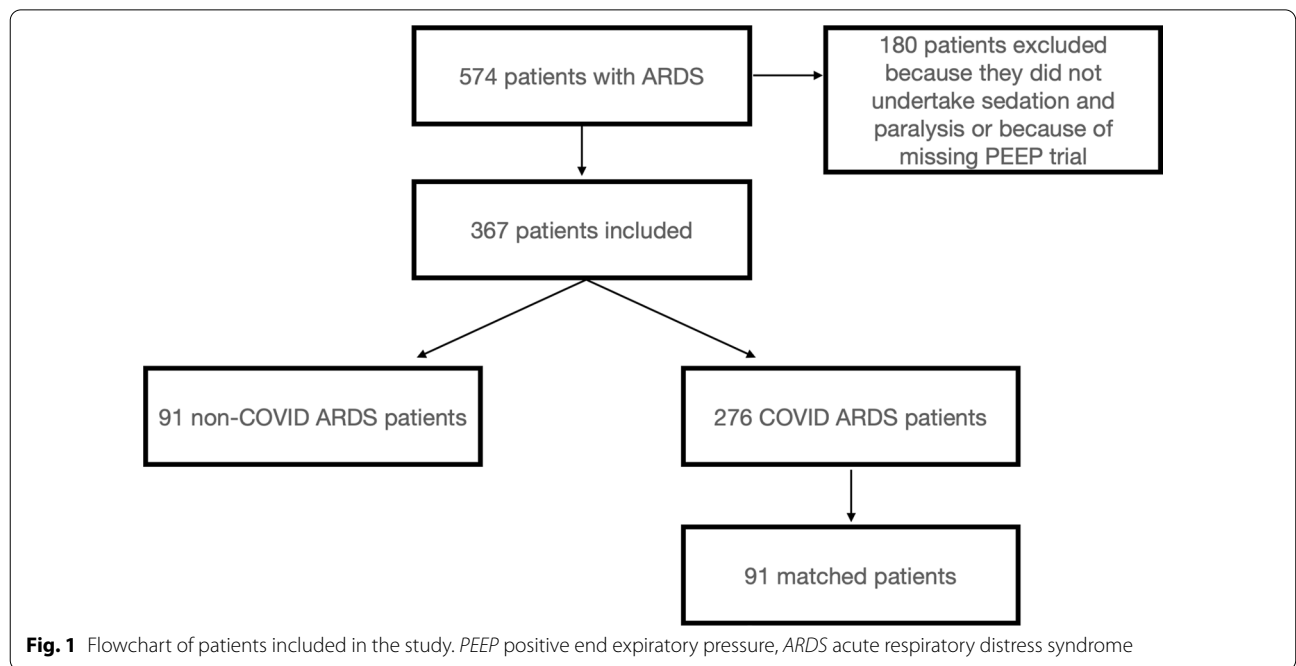 574 patients with ARDS
180 patients excluded
because they did not
undertake sedation and
paralysis or because of
missing PEEP trial
367 patients included
91 non-COVID ARDS patients
276 COVID ARDS patients
91 matched patients
Fig. 1 Flowchart of patients included in the study. PEEP positive end expiratory pressure, ARDS acute respiratory distress syndrome